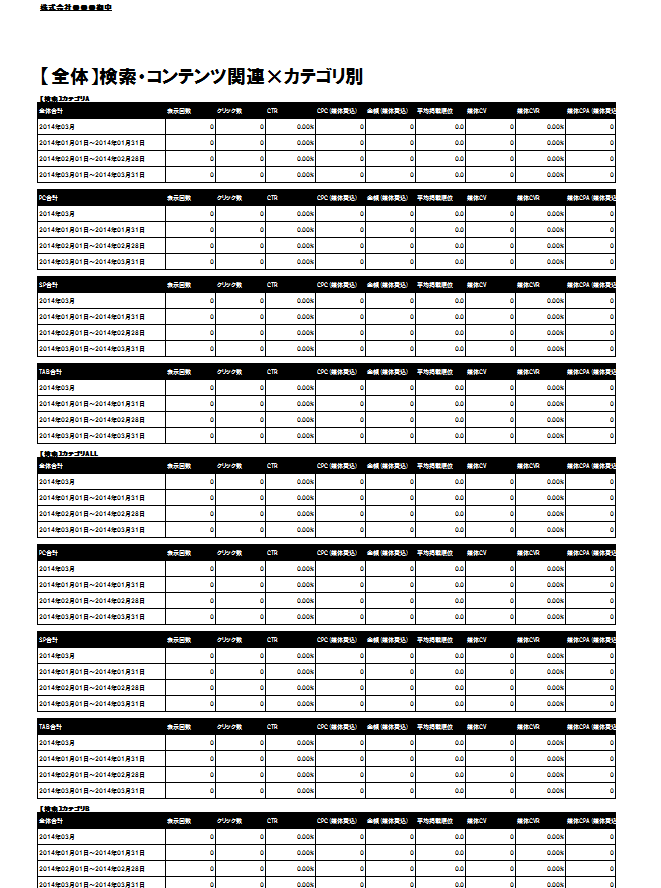 株式会社●●●御中
【全体】検索・コンテンツ関連×カテゴリ別
【検索】カテゴリA
全体合計 表示回数 クリック数 CTR CPC (媒体費込) 金額 (媒体費込) 平均掲載順位 媒体CV 媒体CVR 媒体CPA (媒体費込
2014年03月 0 0 0.00% 0 0 0.0 0 0.00% 0
2014年01月01日～2014年01月31日 0 0 0.00% 0 0 0.0 0 0.00% 0
2014年02月01日～2014年02月28日 0 0 0.00% 0 0 0.0 0 0.00% 0
2014年03月01日～2014年03月31日 0 0 0.00% 0 0 0.0 0 0.00% 0
PC合計 表示回数 クリック数 CTR CPC (媒体費込) 金額 (媒体費込) 平均掲載順位 媒体CV 媒体CVR 媒体CPA (媒体費込
2014年03月 0 0 0.00% 0 0 0.0 0 0.00% 0
2014年01月01日～2014年01月31日 0 0 0.00% 0 0 0.0 0 0.00% 0
2014年02月01日～2014年02月28日 0 0 0.00% 0 0 0.0 0 0.00% 0
2014年03月01日～2014年03月31日 0 0 0.00% 0 0 0.0 0 0.00% 0
SP合計 表示回数 クリック数 CTR CPC (媒体費込) 金額 (媒体費込) 平均掲載順位 媒体CV 媒体CVR 媒体CPA (媒体費込
2014年03月 0 0 0.00% 0 0 0.0 0 0.00% 0
2014年01月01日～2014年01月31日 0 0 0.00% 0 0 0.0 0 0.00% 0
2014年02月01日～2014年02月28日 0 0 0.00% 0 0 0.0 0 0.00% 0
2014年03月01日～2014年03月31日 0 0 0.00% 0 0 0.0 0 0.00% 0
TAB合計 表示回数 クリック数 CTR CPC (媒体費込) 金額 (媒体費込) 平均掲載順位 媒体CV 媒体CVR 媒体CPA (媒体費込
2014年03月 0 0 0.00% 0 0 0.0 0 0.00% 0
2014年01月01日～2014年01月31日 0 0 0.00% 0 0 0.0 0 0.00% 0
2014年02月01日～2014年02月28日 0 0 0.00% 0 0 0.0 0 0.00% 0
2014年03月01日～2014年03月31日 0 0 0.00% 0 0 0.0 0 0.00% 0
【検索】カテゴリALL
全体合計 表示回数 クリック数 CTR CPC (媒体費込) 金額 (媒体費込) 平均掲載順位 媒体CV 媒体CVR 媒体CPA (媒体費込
2014年03月 0 0 0.00% 0 0 0.0 0 0.00% 0
2014年01月01日～2014年01月31日 0 0 0.00% 0 0 0.0 0 0.00% 0
2014年02月01日～2014年02月28日 0 0 0.00% 0 0 0.0 0 0.00% 0
2014年03月01日～2014年03月31日 0 0 0.00% 0 0 0.0 0 0.00% 0
PC合計 表示回数 クリック数 CTR CPC (媒体費込) 金額 (媒体費込) 平均掲載順位 媒体CV 媒体CVR 媒体CPA (媒体費込
2014年03月 0 0 0.00% 0 0 0.0 0 0.00% 0
2014年01月01日～2014年01月31日 0 0 0.00% 0 0 0.0 0 0.00% 0
2014年02月01日～2014年02月28日 0 0 0.00% 0 0 0.0 0 0.00% 0
2014年03月01日～2014年03月31日 0 0 0.00% 0 0 0.0 0 0.00% 0
SP合計 表示回数 クリック数 CTR CPC (媒体費込) 金額 (媒体費込) 平均掲載順位 媒体CV 媒体CVR 媒体CPA (媒体費込
2014年03月 0 0 0.00% 0 0 0.0 0 0.00% 0
2014年01月01日～2014年01月31日 0 0 0.00% 0 0 0.0 0 0.00% 0
2014年02月01日～2014年02月28日 0 0 0.00% 0 0 0.0 0 0.00% 0
2014年03月01日～2014年03月31日 0 0 0.00% 0 0 0.0 0 0.00% 0
TAB合計 表示回数 クリック数 CTR CPC (媒体費込) 金額 (媒体費込) 平均掲載順位 媒体CV 媒体CVR 媒体CPA (媒体費込
2014年03月 0 0 0.00% 0 0 0.0 0 0.00% 0
2014年01月01日～2014年01月31日 0 0 0.00% 0 0 0.0 0 0.00% 0
2014年02月01日～2014年02月28日 0 0 0.00% 0 0 0.0 0 0.00% 0
2014年03月01日～2014年03月31日 0 0 0.00% 0 0 0.0 0 0.00% 0
【検索】カテゴリB
全体合計 表示回数 クリック数 CTR CPC (媒体費込) 金額 (媒体費込) 平均掲載順位 媒体CV 媒体CVR 媒体CPA (媒体費込
2014年03月 0 0 0.00% 0 0 0.0 0 0.00% 0
2014年01月01日～2014年01月31日 0 0 0.00% 0 0 0.0 0 0.00% 0
2014年02月01日～2014年02月28日 0 0 0.00% 0 0 0.0 0 0.00% 0
2014年03月01日～2014年03月31日 0 0 0.00% 0 0 0.0 0 0.00% 0